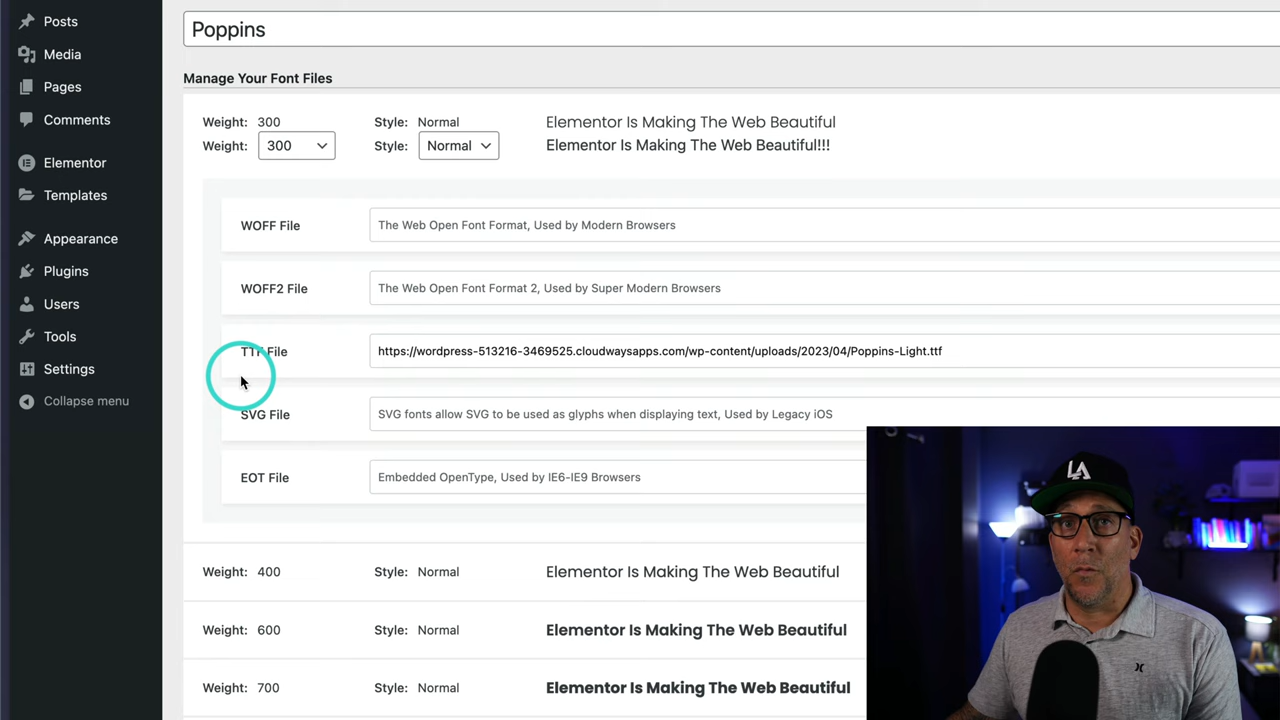 Posts
Media
Pages
Comments
Elementor
Templates
Appearance
Plugins
Users
Tools
Settings
Collapse menu
Poppins
Manage Your Font Files
Weight: 300 Style: Normal Elementor Is Making The Web Beautiful
Weight: 300 Style: Normal Elementor Is Making The Web Beautiful!!!
WOFF File The Web Open Font Format, Used by Modern Browsers
WOFF2 File The Web Open Font Format 2, Used by Super Modern Browsers
TTF File https://wordpress-513216-3469525.cloudwaysapps.com/wp-content/uploads/2023/04/Poppins-Light.ttf
SVG File SVG fonts allow SVG to be used as glyphs when displaying text, Used by Legacy iOS
EOT File Embedded OpenType, Used by IE6-IE9 Browsers
Weight: 400 Style: Normal Elementor Is Making The Web Beautiful
Weight: 600 Style: Normal Elementor Is Making The Web Beautiful
Weight: 700 Style: Normal Elementor Is Making The Web Beautiful
LA